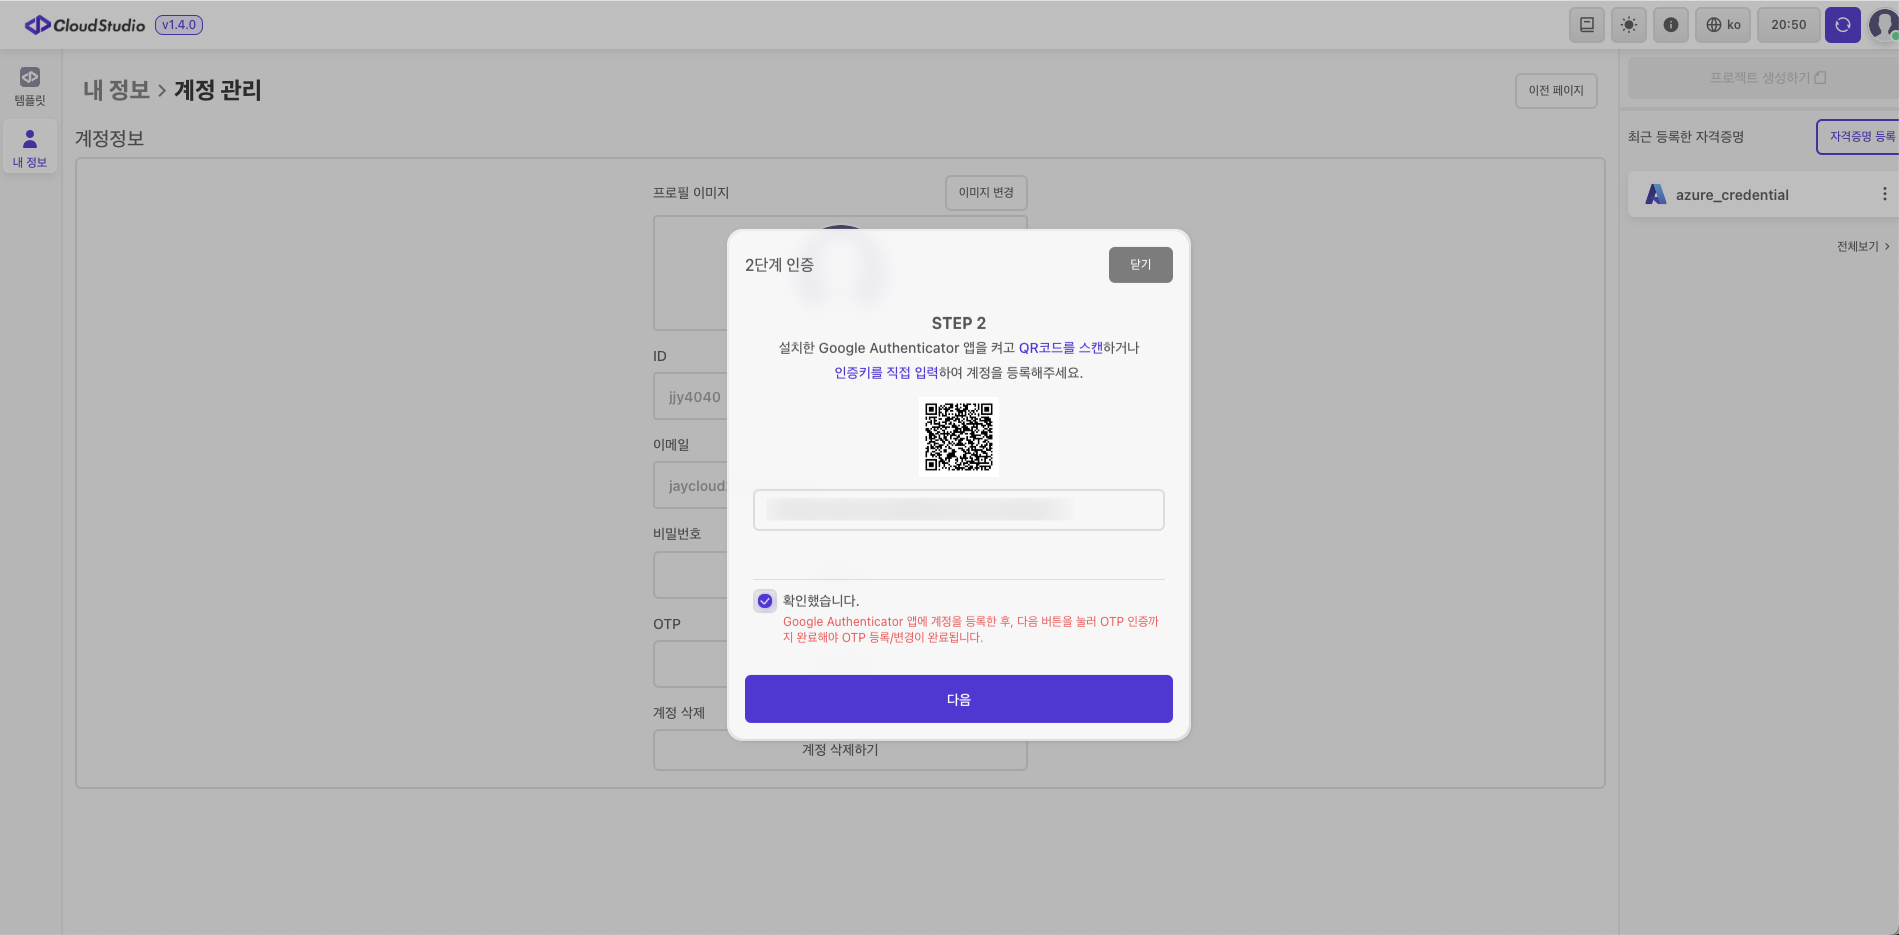 CloudStudio
v1.4.0
ko
20:50
템플릿
내 정보
내 정보 > 계정 관리
이전 페이지
계정정보
프로필 이미지
이미지 변경
ID
jjy4040
이메일
jaycloud
비밀번호
OTP
계정 삭제
계정 삭제하기
2단계 인증
닫기
STEP 2
설치한 Google Authenticator 앱을 켜고 QR코드를 스캔하거나
인증키를 직접 입력하여 계정을 등록해주세요.
확인했습니다.
Google Authenticator 앱에 계정을 등록한 후, 다음 버튼을 눌러 OTP 인증까
지 완료해야 OTP 등록/변경이 완료됩니다.
다음
프로젝트 생성하기
최근 등록한 자격증명
자격증명 등록
azure_credential
전체보기 >